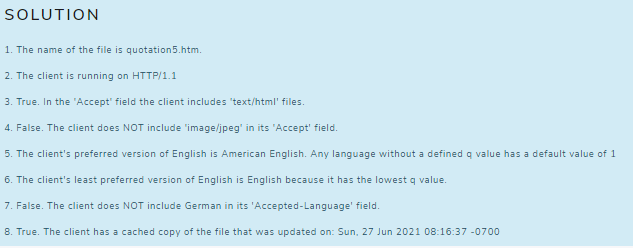 SOLUTION
1. The name of the file is quotation5.htm.
2. The client is running on HTTP/1.1
3. True. In the 'Accept' field the client includes 'text/html' files.
4. False. The client does NOT include 'image/jpeg' in its 'Accept' field.
5. The client's preferred version of English is American English. Any language without a defined q value has a default value of 1
6. The client's least preferred version of English is English because it has the lowest q value.
7. False. The client does NOT include German in its 'Accepted-Language' field.
8. True. The client has a cached copy of the file that was updated on: Sun, 27 Jun 2021 08:16:37 -0700